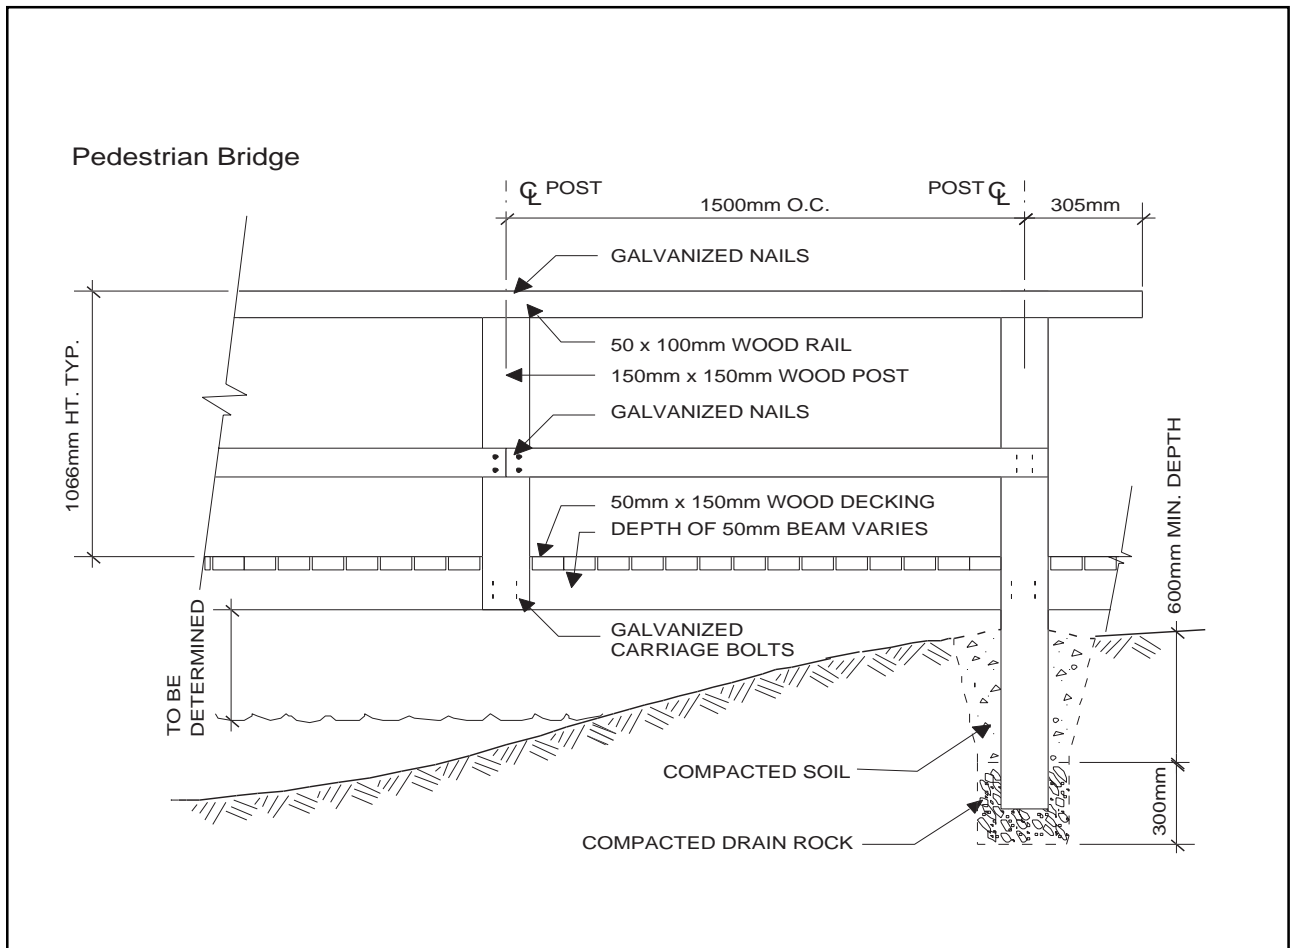 Pedestrian Bridge
℄ POST
POST ℄
1500mm O.C.
305mm
GALVANIZED NAILS
50 x 100mm WOOD RAIL
150mm x 150mm WOOD POST
GALVANIZED NAILS
1066mm HT. TYP.
50mm x 150mm WOOD DECKING
DEPTH OF 50mm BEAM VARIES
600mm MIN. DEPTH
GALVANIZED
CARRIAGE BOLTS
TO BE
DETERMINED
COMPACTED SOIL
300mm
COMPACTED DRAIN ROCK